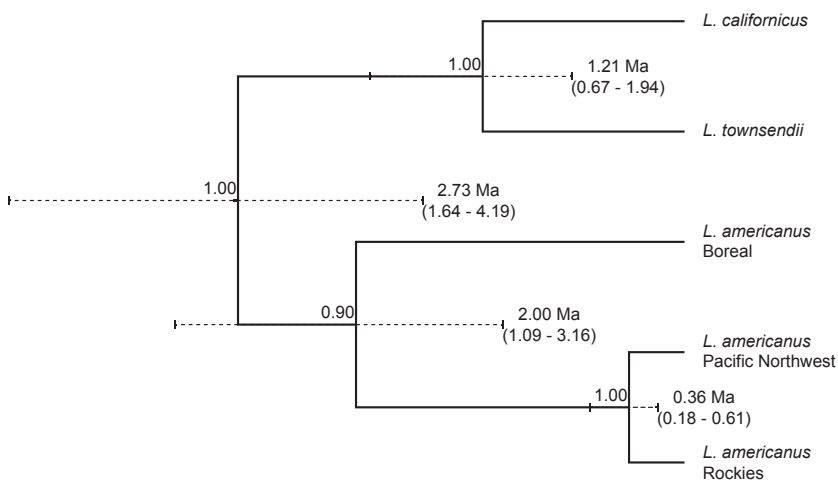 L. californicus
1.00
1.21 Ma
(0.67 - 1.94)
L. townsendii
1.00
2.73 Ma
(1.64 - 4.19)
L. americanus
Boreal
0.90
2.00 Ma
(1.09 - 3.16)
L. americanus
Pacific Northwest
1.00
0.36 Ma
(0.18 - 0.61)
L. americanus
Rockies